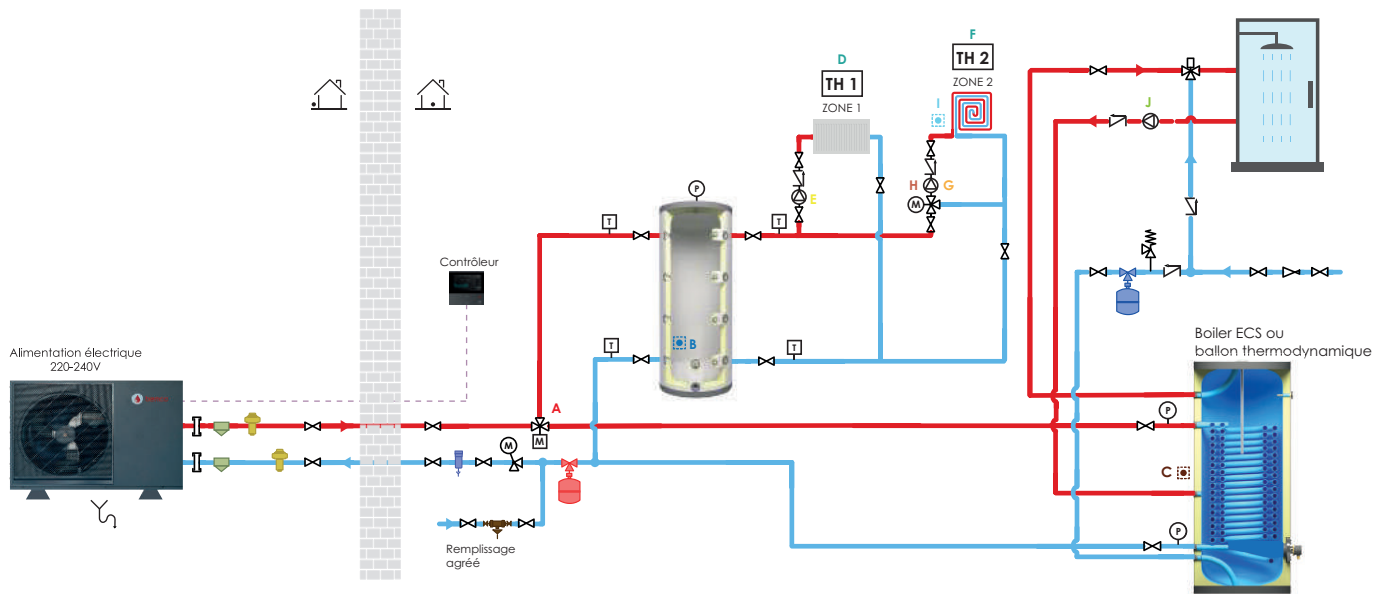 F
D
TH 2
TH 1
ZONE 2
ZONE 1
I
J
P
H
G
E
M
T
T
Contrôleur
B
T
T
Boiler ECS ou
ballon thermodynamique
Alimentation électrique
220-240V
A
P
M
M
C
P
Remplissage
agréé